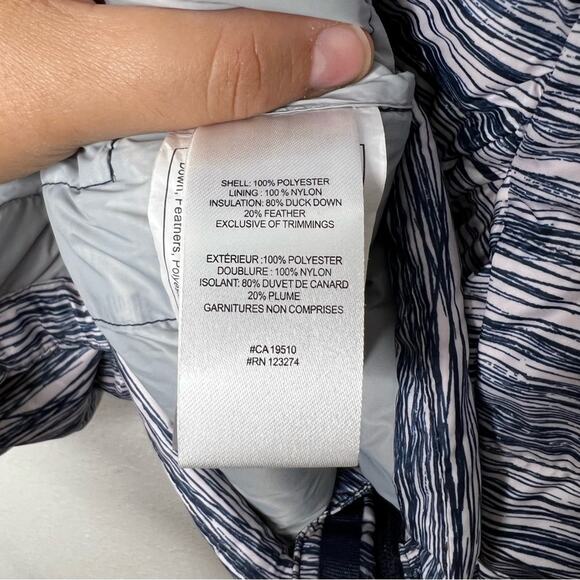 SHELL: 100% POLYESTER
LINING : 100 % NYLON
INSULATION: 80% DUCK DOWN
20% FEATHER
EXCLUSIVE OF TRIMMINGS
EXTÉRIEUR :100% POLYESTER
DOUBLURE : 100% NYLON
ISOLANT: 80% DUVET DE CANARD
20% PLUME
GARNITURES NON COMPRISES
#CA 19510
#RN 123274
Down, Feathers,